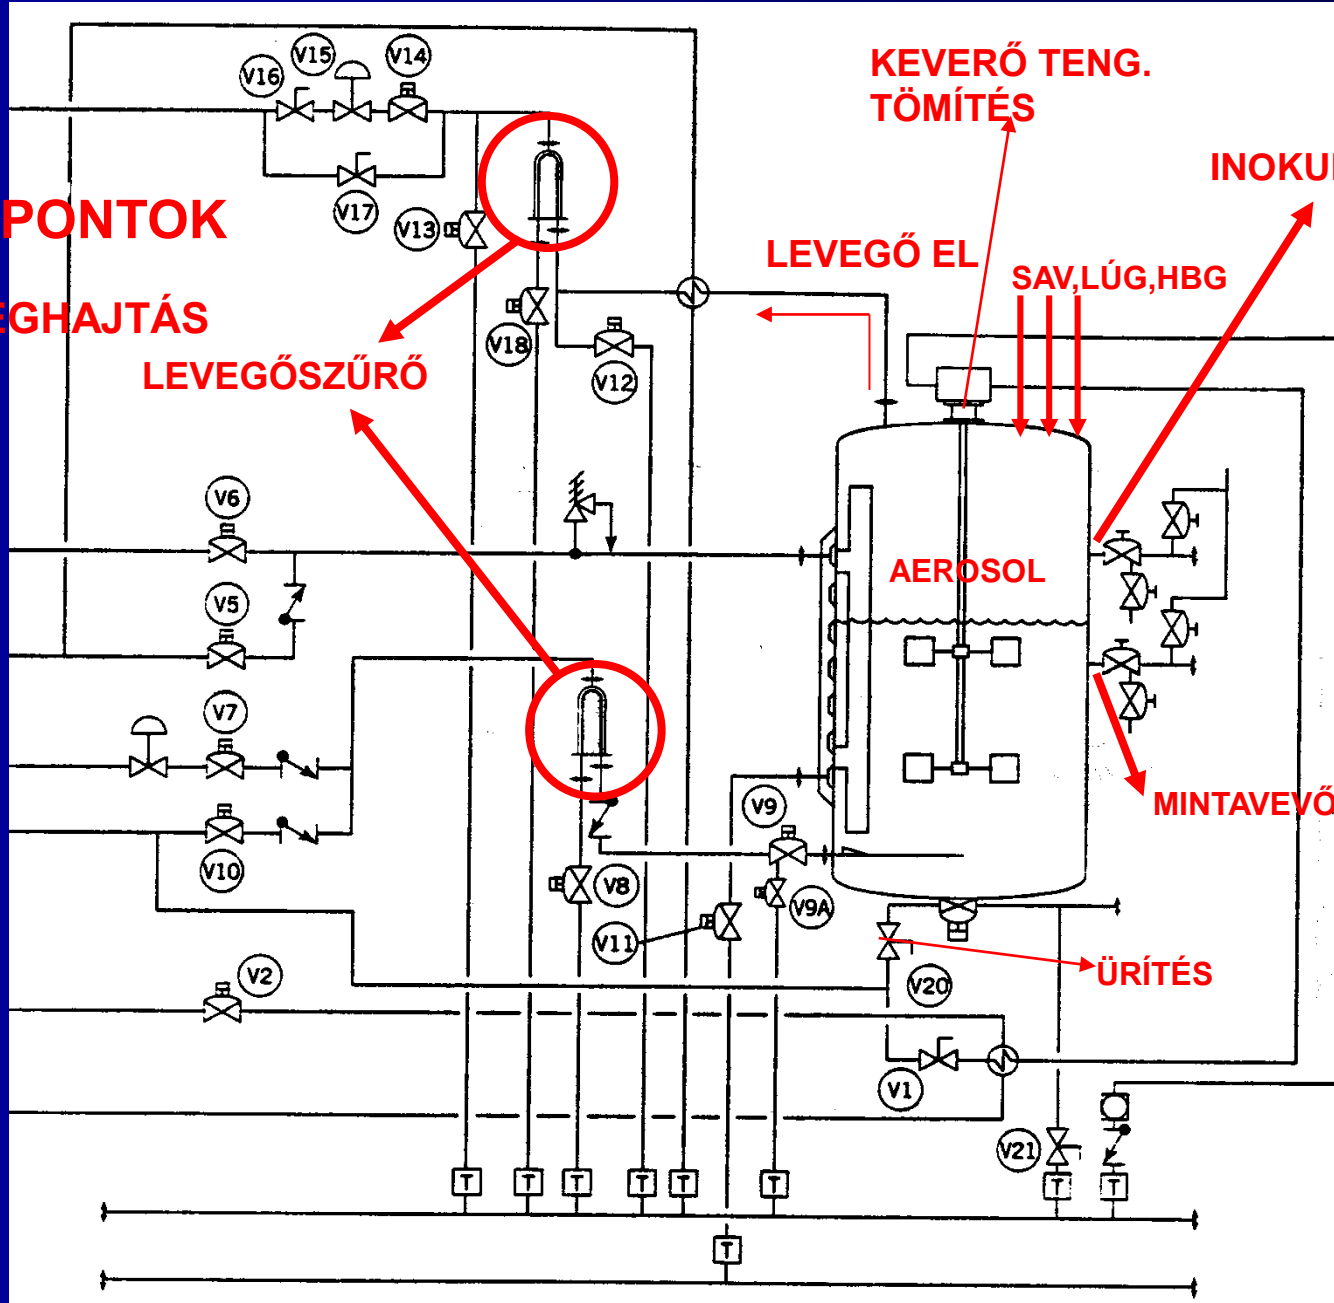 V15
V14
V16
KEVERŐ TENG.
TÖMÍTÉS
INOKUL
V17
V13
PONTOK
LEVEGŐ EL
SAV,LÚG,HBG
EGHAJTÁS
V18
LEVEGŐSZŰRŐ
V12
V6
AEROSOL
V5
V7
V9
MINTAVEVŐ
V10
V8
V9A
V11
V2
V20
ÜRÍTÉS
V1
V21
T
T
T
T
T
T
T
T
T